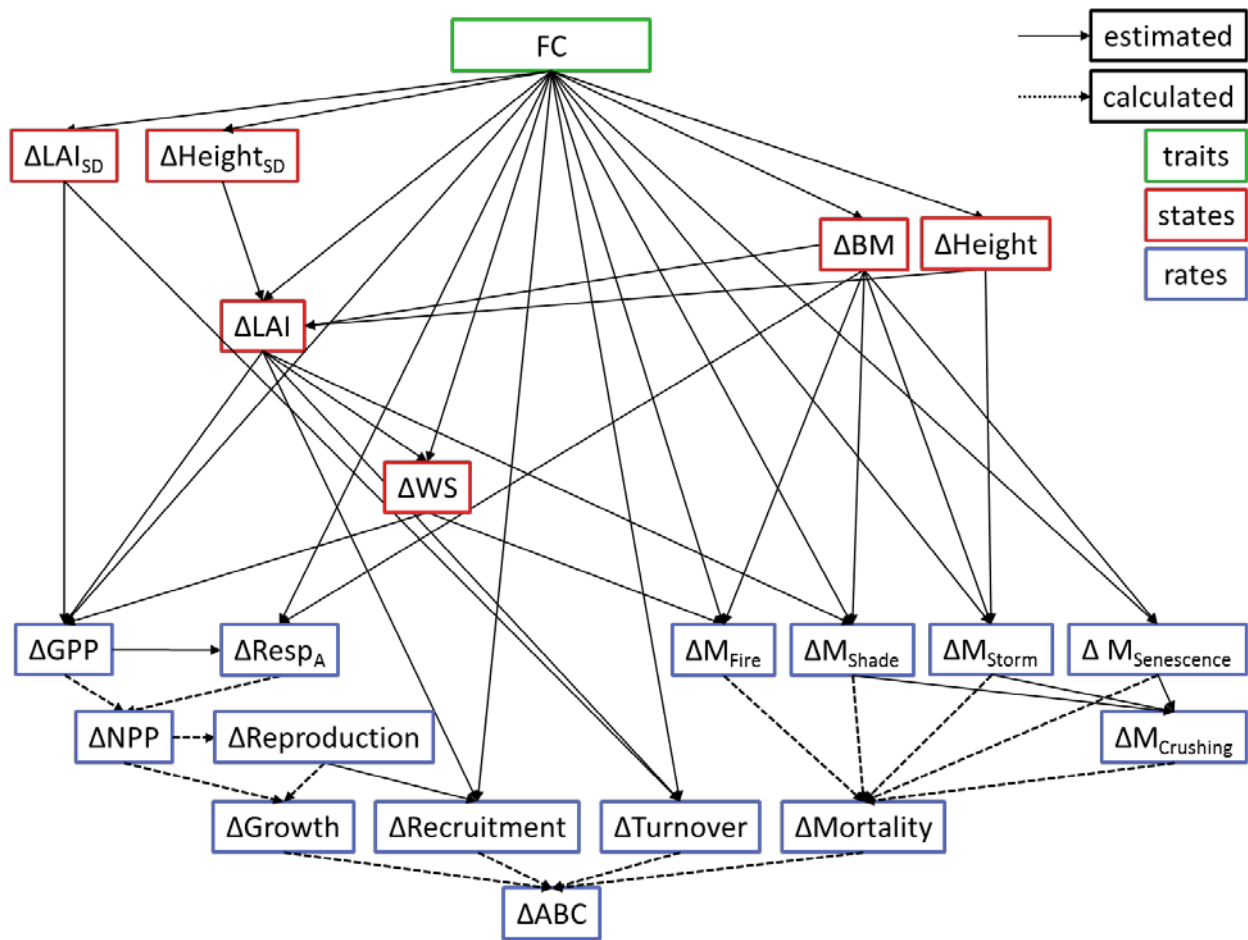 FC
estimated
calculated
traits
states
rates
ΔLAI_SD
ΔHeight_SD
ΔBM
ΔHeight
ΔLAI
ΔWS
ΔGPP
ΔResp_A
ΔM_Fire
ΔM_Shade
ΔM_Storm
Δ M_Senescence
ΔNPP
ΔReproduction
ΔM_Crushing
ΔGrowth
ΔRecruitment
ΔTurnover
ΔMortality
ΔABC